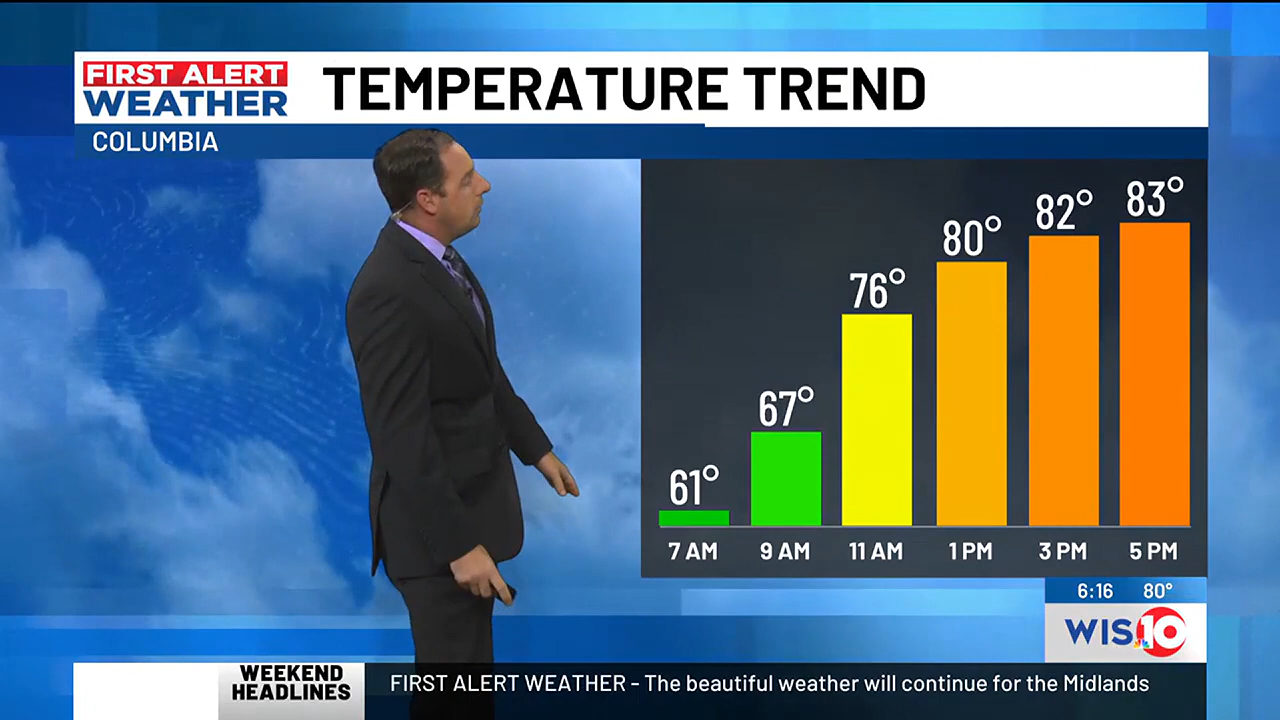 FIRST ALERT
WEATHER
TEMPERATURE TREND
COLUMBIA
61°
67°
76°
80°
82°
83°
7 AM
9 AM
11 AM
1 PM
3 PM
5 PM
6:16 80°
WIS 10
WEEKEND
HEADLINES
FIRST ALERT WEATHER - The beautiful weather will continue for the Midlands